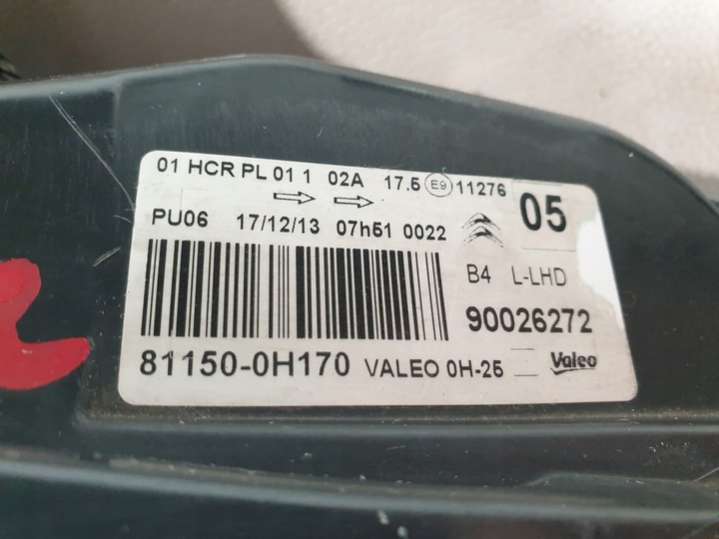 01 HCR PL 01 1 02A 17.5 E9 11276
05
PU06 17/12/13 07h51 0022
B4 L-LHD
90026272
81150-0H170 VALEO 0H-25 Valeo